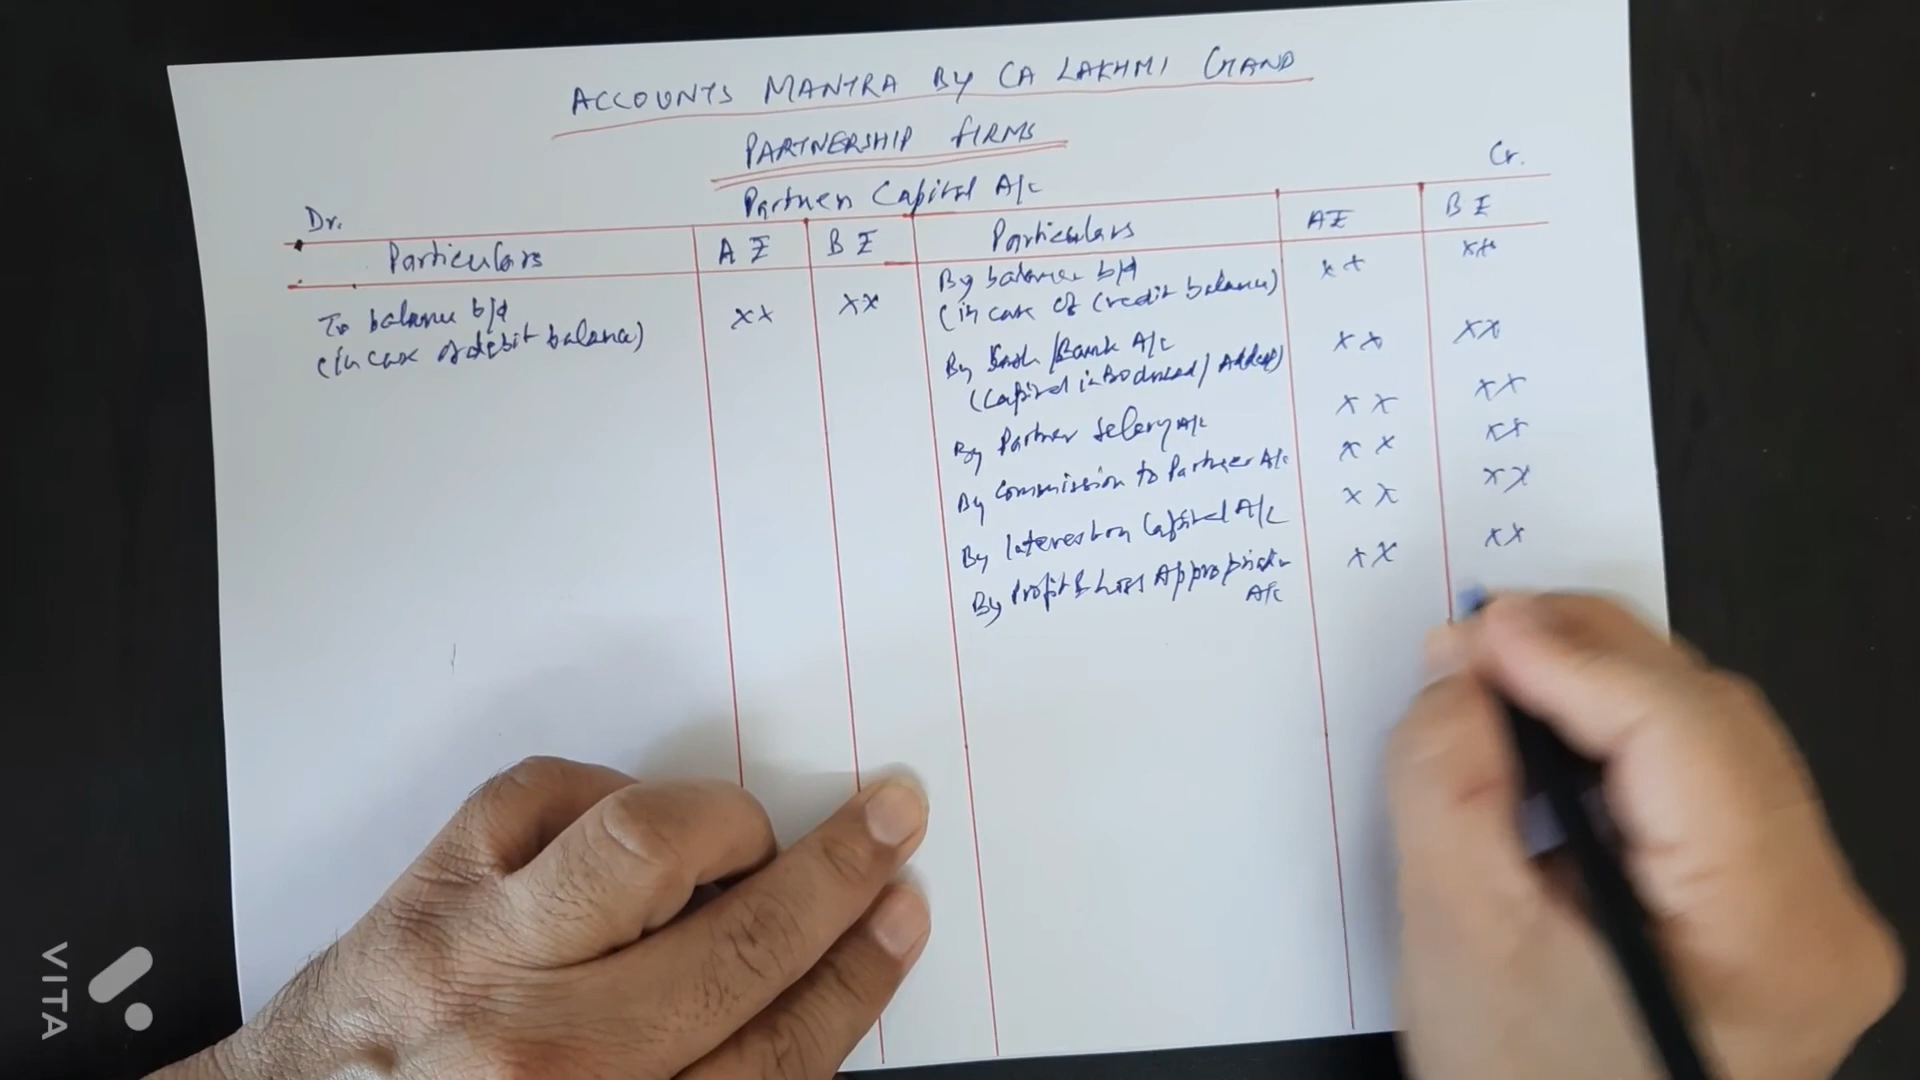 ACCOUNTS MANTRA BY CA LAKHMI CHAND
PARTNERSHIP FIRMS
Partner Capital A/c
Dr.
Cr.
Particulars A ₹ B ₹ Particulars A ₹ B ₹
To balance b/d xx xx
(in case of debit balance)
By balance b/d xx xx
(in case of credit balance)
By Cash/Bank A/c xx xx
(Capital introduced/Added)
By Partner Selery A/c xx xx
By Commission to Partner A/c xx xx
By Interest on Capital A/c xx xx
By Profit & Loss Appropriation xx xx
A/c
VITA